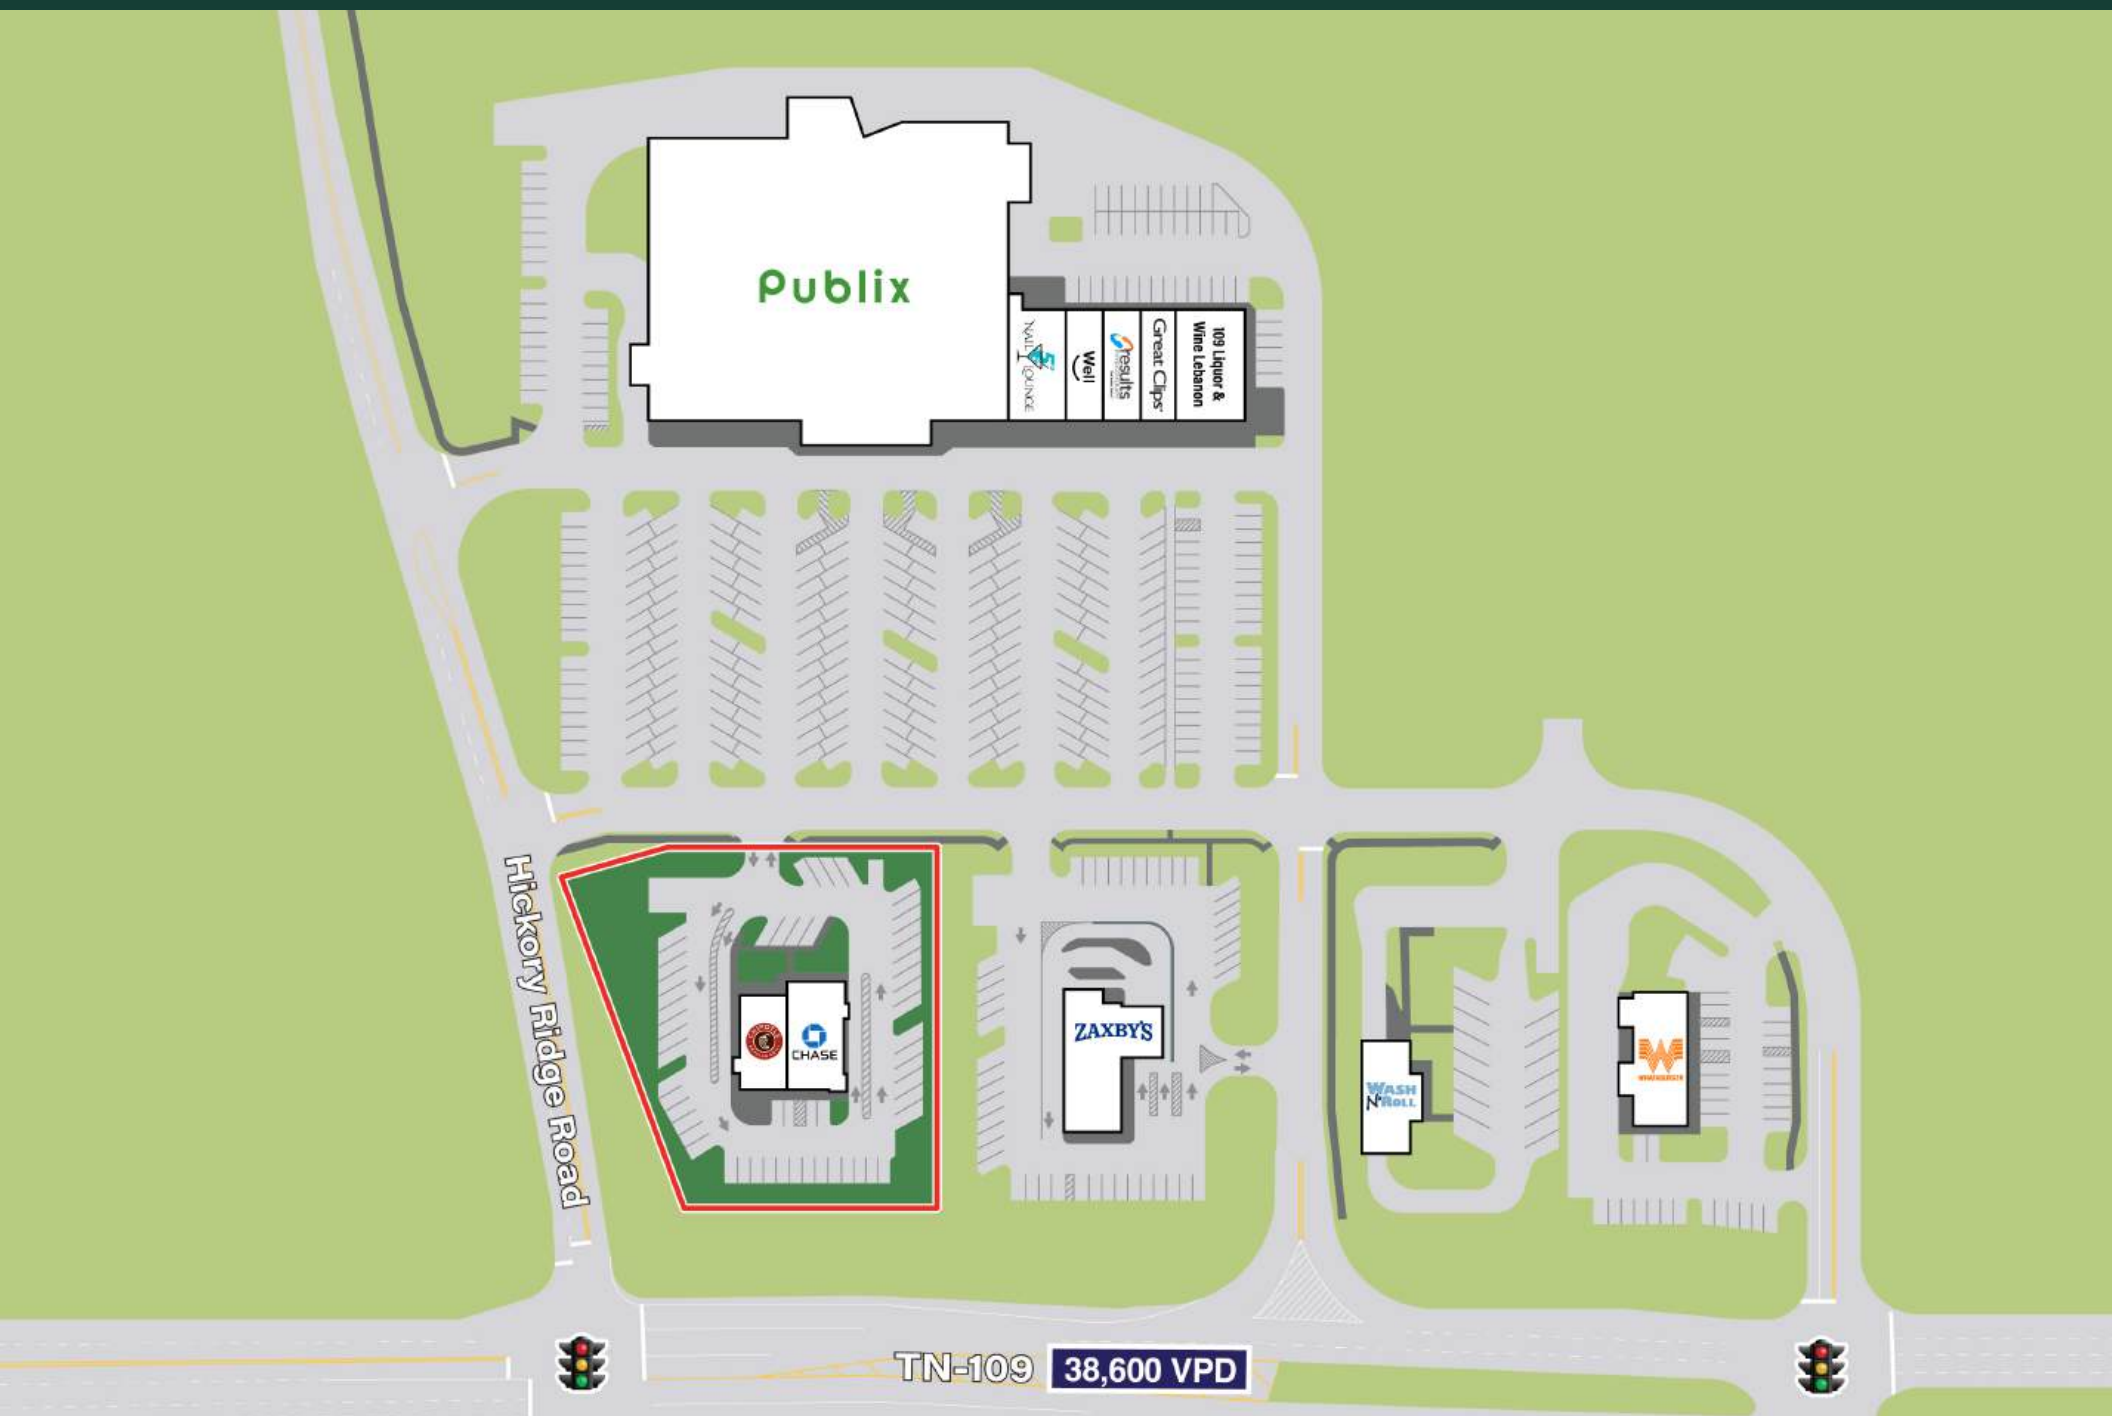 Publix
NAIL LOUNGE
Well
results
Great Clips
109 Liquor &
Wine Lebanon
Hickory Ridge Road
CHASE
ZAXBY'S
WASH
N' ROLL
WHATABURGER
TN-109
38,600 VPD